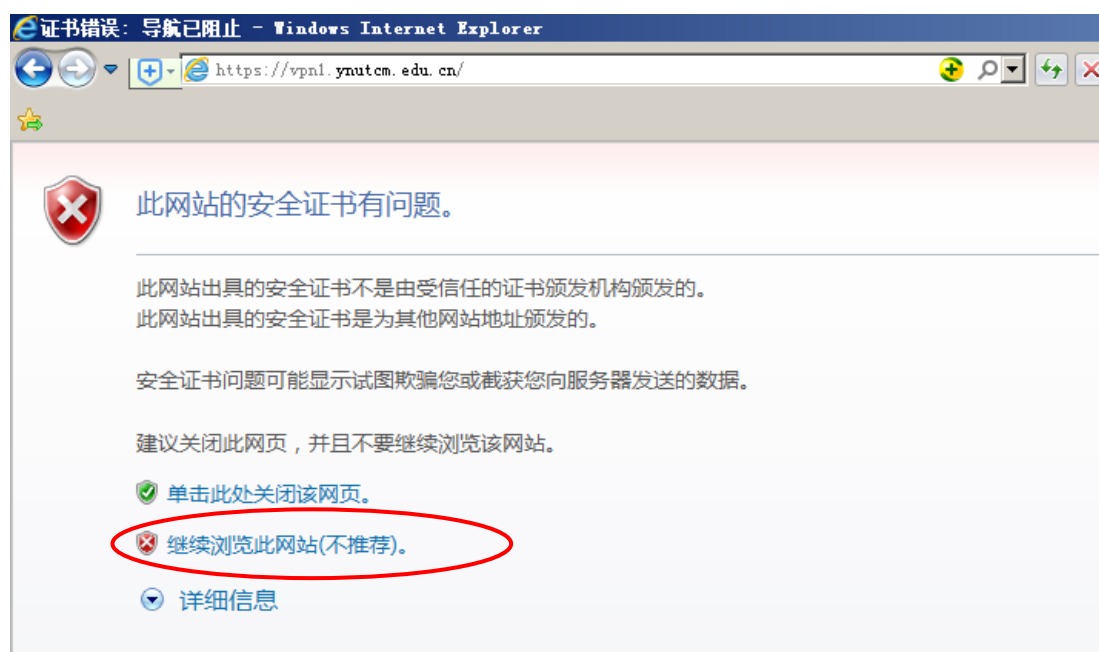 证书错误: 导航已阻止 - Windows Internet Explorer
https://vpn1.ynutcm.edu.cn/
此网站的安全证书有问题。
此网站出具的安全证书不是由受信任的证书颁发机构颁发的。
此网站出具的安全证书是为其他网站地址颁发的。
安全证书问题可能显示试图欺骗您或截获您向服务器发送的数据。
建议关闭此网页，并且不要继续浏览该网站。
单击此处关闭该网页。
继续浏览此网站(不推荐)。
详细信息